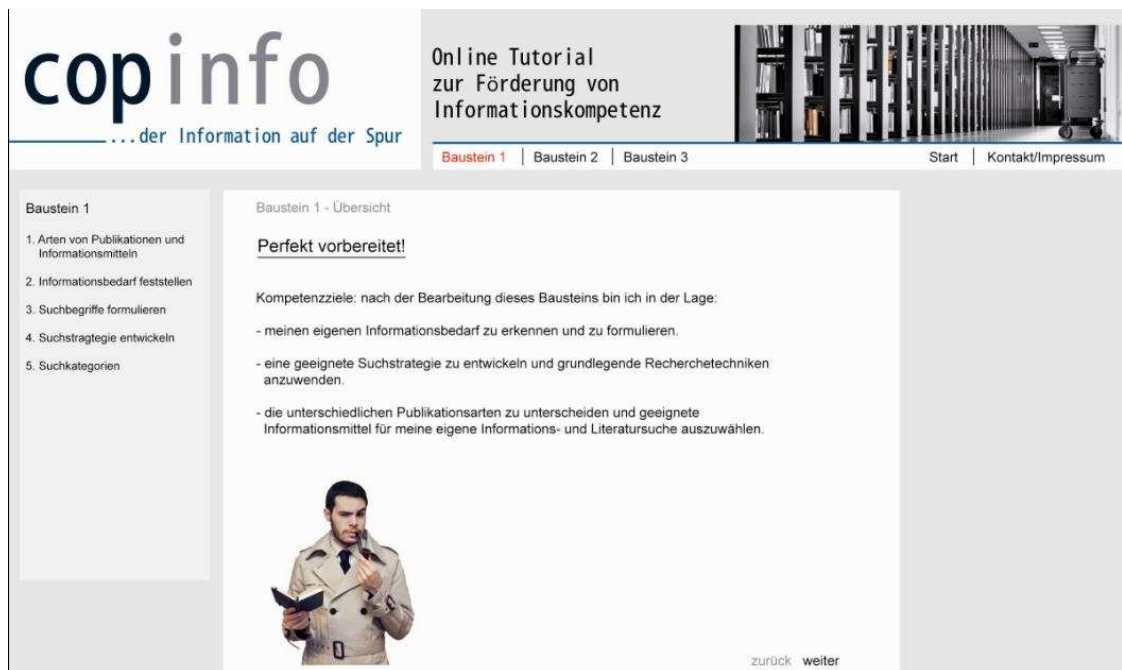 copinfo
...der Information auf der Spur
Online Tutorial
zur Förderung von
Informationskompetenz
Baustein 1 | Baustein 2 | Baustein 3
Start | Kontakt/Impressum
Baustein 1
1. Arten von Publikationen und
Informationsmitteln
2. Informationsbedarf feststellen
3. Suchbegriffe formulieren
4. Suchstragtegie entwickeln
5. Suchkategorien
Baustein 1 - Übersicht
Perfekt vorbereitet!
Kompetenzziele: nach der Bearbeitung dieses Bausteins bin ich in der Lage:
- meinen eigenen Informationsbedarf zu erkennen und zu formulieren.
- eine geeignete Suchstrategie zu entwickeln und grundlegende Recherchetechniken
anzuwenden.
- die unterschiedlichen Publikationsarten zu unterscheiden und geeignete
Informationsmittel für meine eigene Informations- und Literatursuche auszuwählen.
zurück weiter